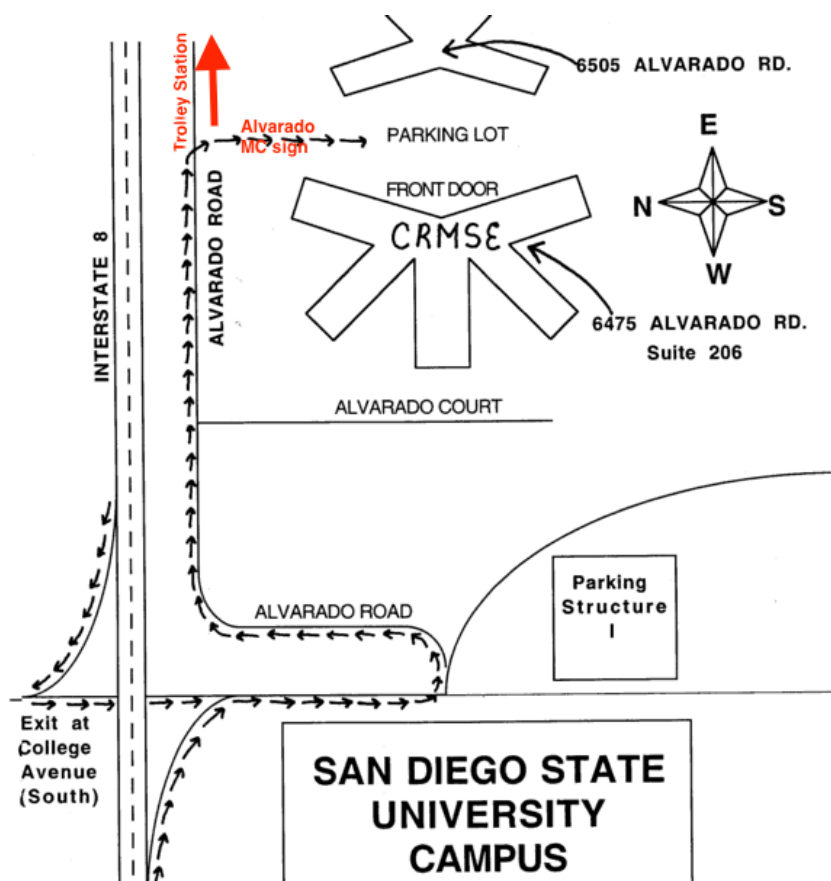 6505 ALVARADO RD.
Trolley Station
Alvarado
MC sign
PARKING LOT
E
N
S
W
FRONT DOOR
CRMSE
INTERSTATE 8
ALVARADO ROAD
6475 ALVARADO RD.
Suite 206
ALVARADO COURT
Parking
Structure
I
ALVARADO ROAD
Exit at
College
Avenue
(South)
SAN DIEGO STATE
UNIVERSITY
CAMPUS